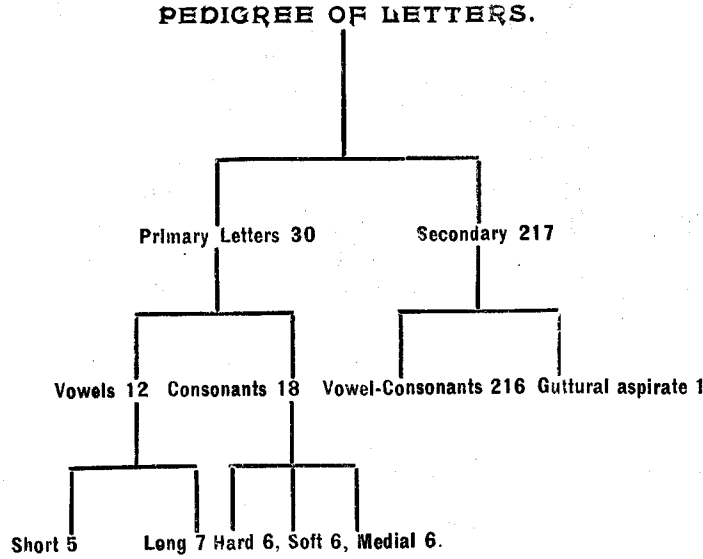 PEDIGREE OF LETTERS.
Primary Letters 30 Secondary 217
Vowels 12 Consonants 18 Vowel-Consonants 216 Guttural aspirate 1
Short 5 Long 7 Hard 6, Soft 6, Medial 6.